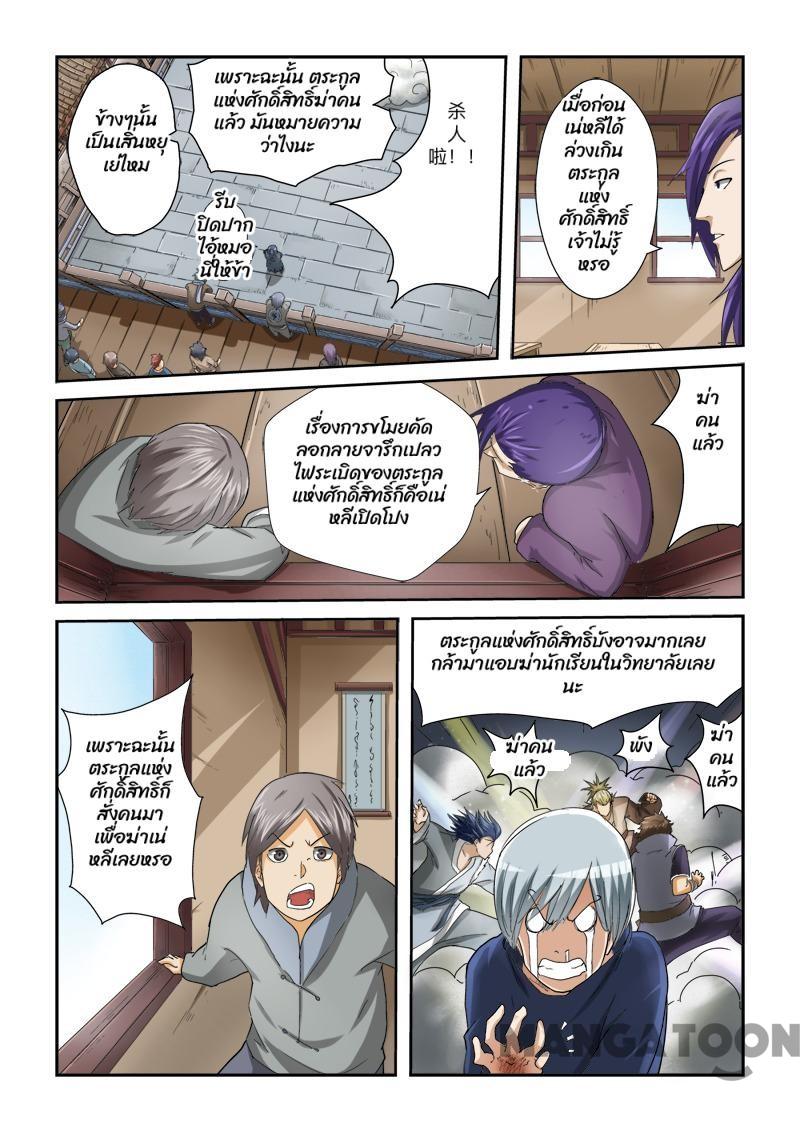 ข้างๆนั้น
เป็นเสิ้นหยุ
เย่ไหม
เพราะฉะนั้น ตระกูล
แห่งศักดิ์สิทธิ์ฆ่าคน
แล้ว มันหมายความ
ว่าไงนะ
รีบ
ปิดปาก
ไอ้หมอ
นี่ให้ข้า
杀
人
啦！！
เมื่อก่อน
เน่หลีได้
ล่วงเกิน
ตระกูล
แห่ง
ศักดิ์สิทธิ์
เจ้าไม่รู้
หรอ
เรื่องการขโมยคัด
ลอกลายจารึกเปลว
ไฟระเบิดของตระกูล
แห่งศักดิ์สิทธิ์ก็คือเน่
หลีเปิดโปง
ฆ่า
คน
แล้ว
เพราะฉะนั้น
ตระกูลแห่ง
ศักดิ์สิทธิ์ก็
สั่งคนมา
เพื่อฆ่าเน่
หลีเลยหรอ
ตระกูลแห่งศักดิ์สิทธิ์บังอาจมากเลย
กล้ามาแอบฆ่านักเรียนในวิทยาลัยเลย
นะ
ฆ่าคน
แล้ว
พัง
ฆ่า
คน
แล้ว
MANGATOON